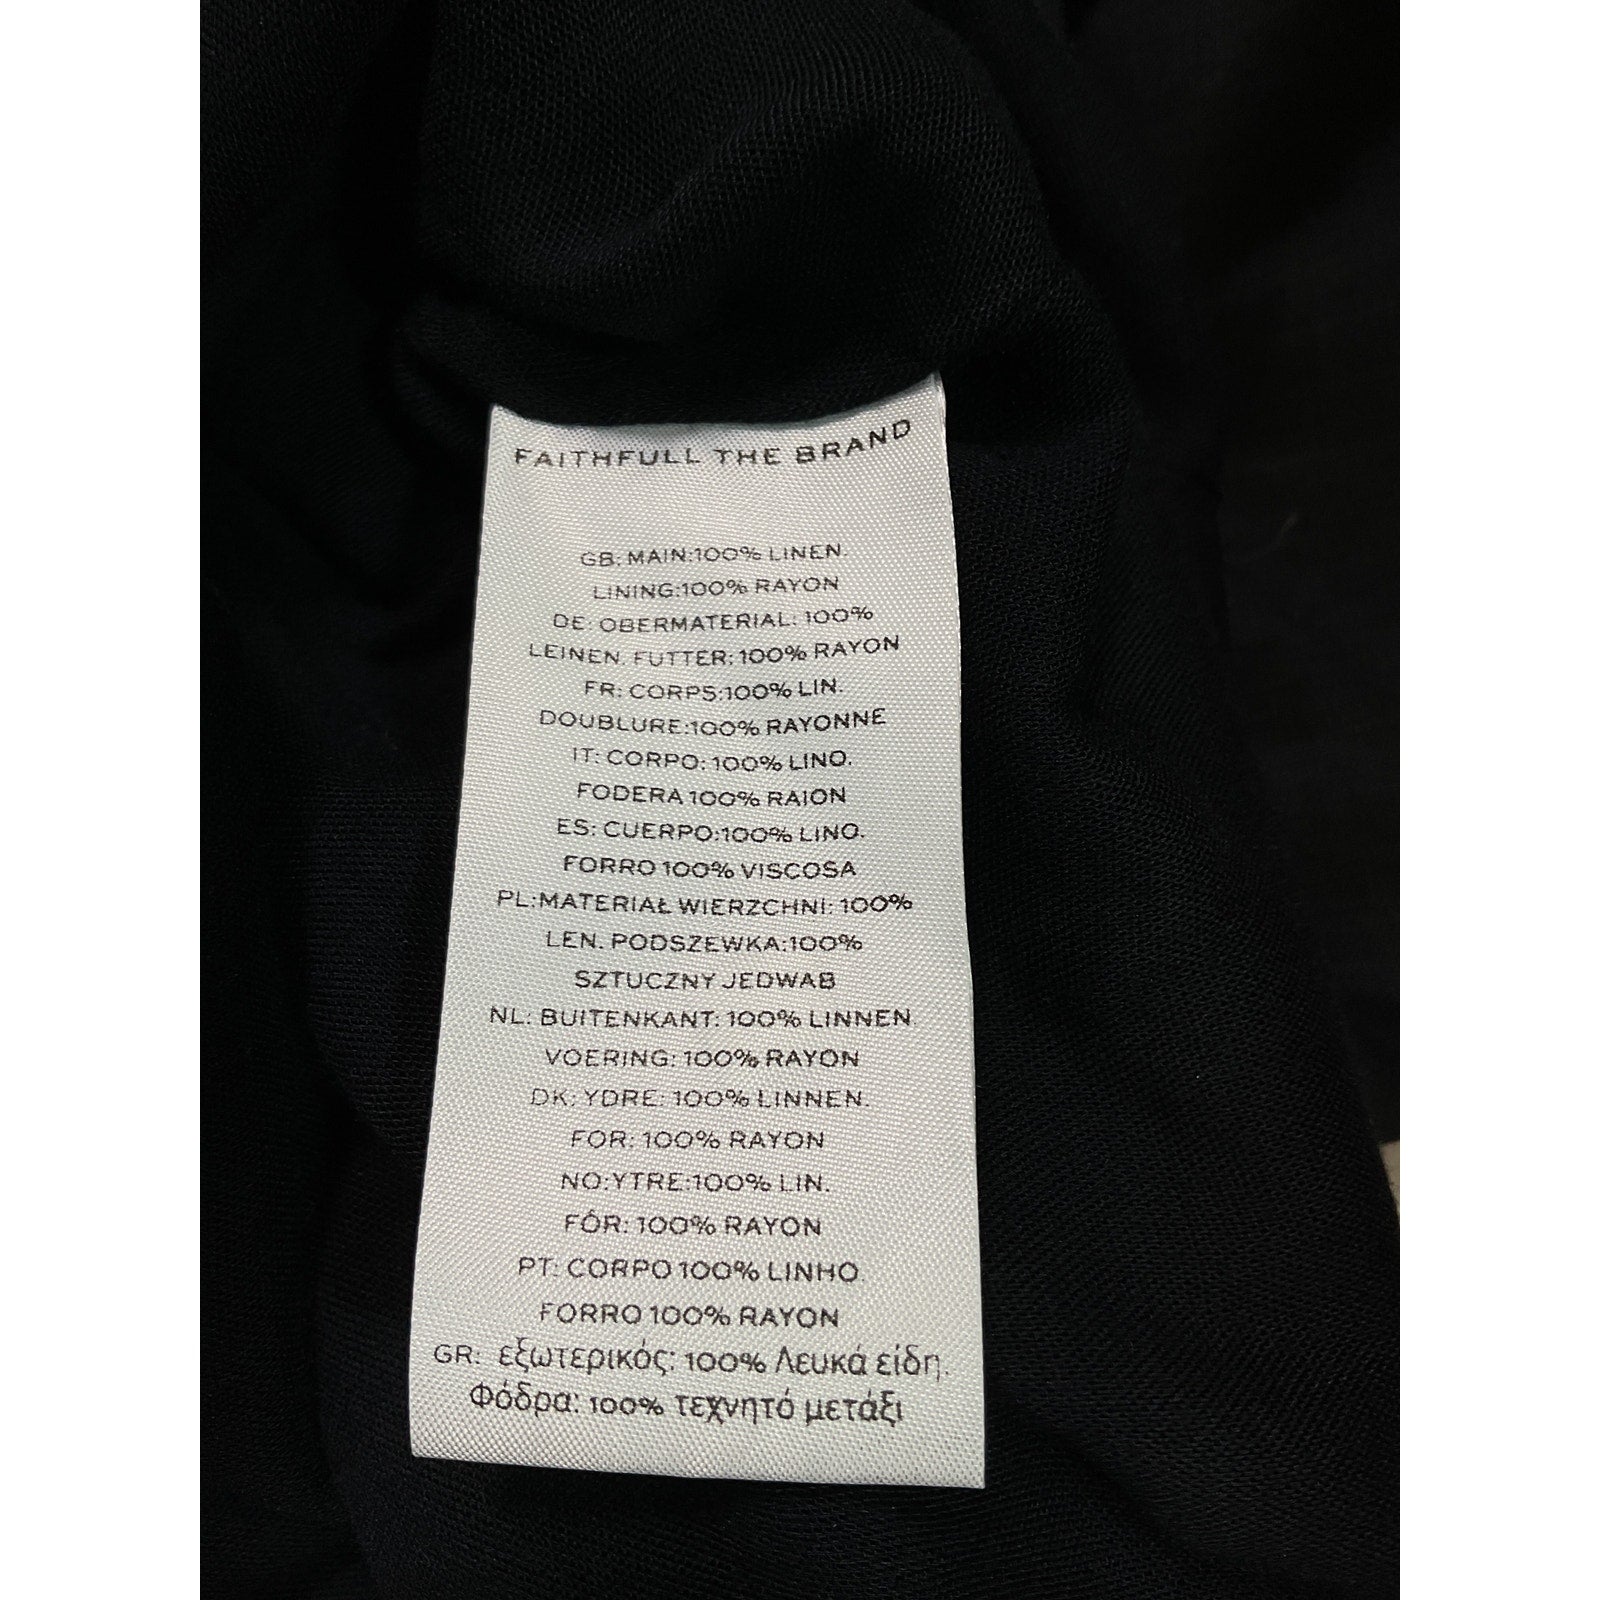 FAITHFULL THE BRAND
GB: MAIN:100% LINEN.
LINING:100% RAYON
DE: OBERMATERIAL: 100%
LEINEN. FUTTER: 100% RAYON
FR: CORPS:100% LIN.
DOUBLURE:100% RAYONNE
IT: CORPO: 100% LINO.
FODERA 100% RAION
ES: CUERPO:100% LINO.
FORRO 100% VISCOSA
PL:MATERIAŁ WIERZCHNI: 100%
LEN. PODSZEWKA:100%
SZTUCZNY JEDWAB
NL: BUITENKANT: 100% LINNEN.
VOERING: 100% RAYON
DK: YDRE: 100% LINNEN.
FOR: 100% RAYON
NO:YTRE:100% LIN.
FÔR: 100% RAYON
PT: CORPO 100% LINHO.
FORRO 100% RAYON
GR: εξωτερικός: 100% Λευκά είδη.
Φόδρα: 100% τεχνητό μετάξι